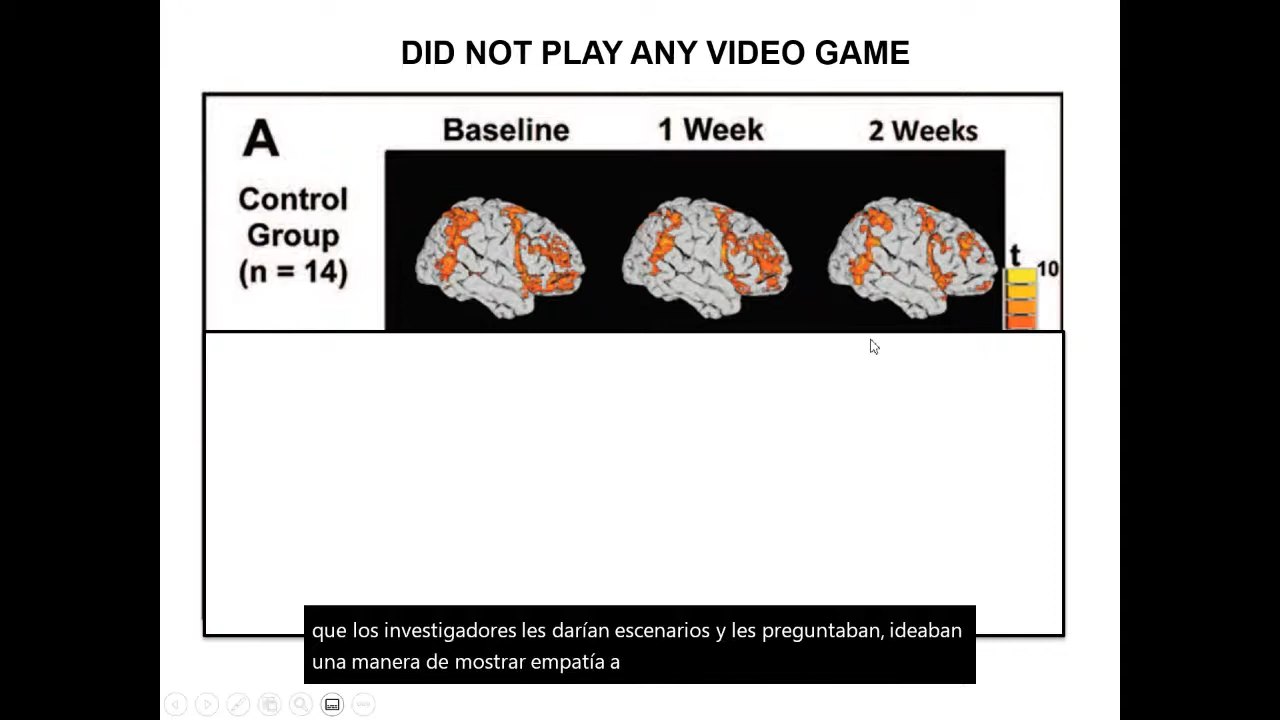 DID NOT PLAY ANY VIDEO GAME
A
Baseline
1 Week
2 Weeks
Control
Group
(n = 14)
t
10
que los investigadores les darían escenarios y les preguntaban, ideaban
una manera de mostrar empatía a